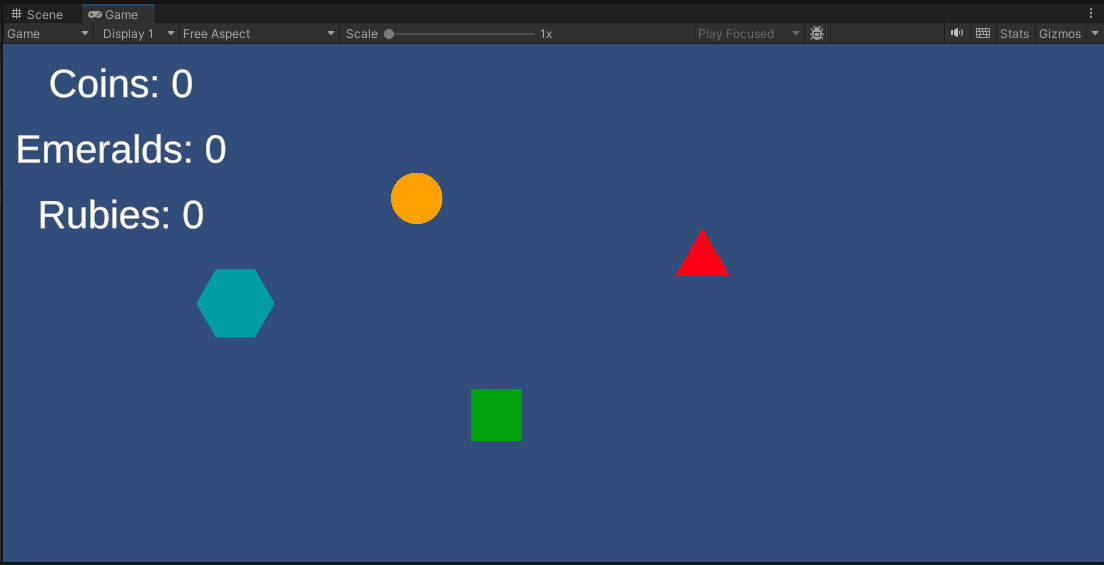 Scene Game
Game Display 1 Free Aspect Scale 1x Play Focused Stats Gizmos
Coins: 0
Emeralds: 0
Rubies: 0